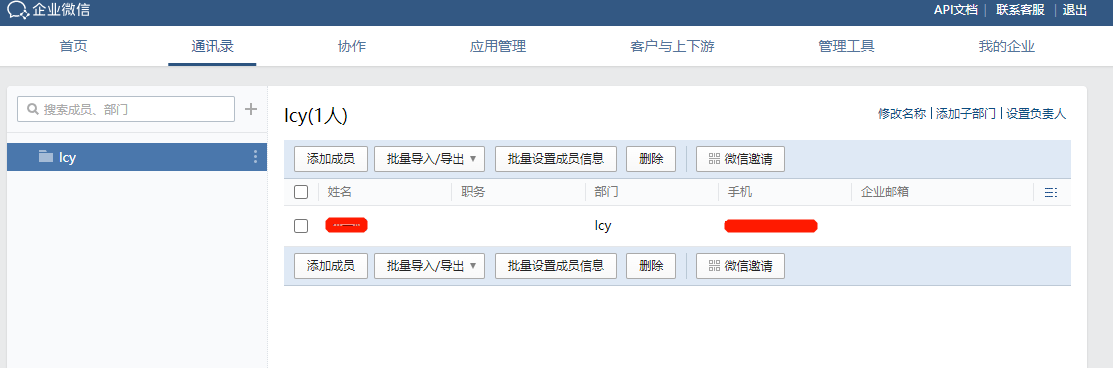 企业微信
API文档 | 联系客服 | 退出
首页 通讯录 协作 应用管理 客户与上下游 管理工具 我的企业
搜索成员、部门
lcy
lcy(1人)
修改名称 | 添加子部门 | 设置负责人
添加成员 批量导入/导出 批量设置成员信息 删除 微信邀请
姓名 职务 部门 手机 企业邮箱
lcy
添加成员 批量导入/导出 批量设置成员信息 删除 微信邀请